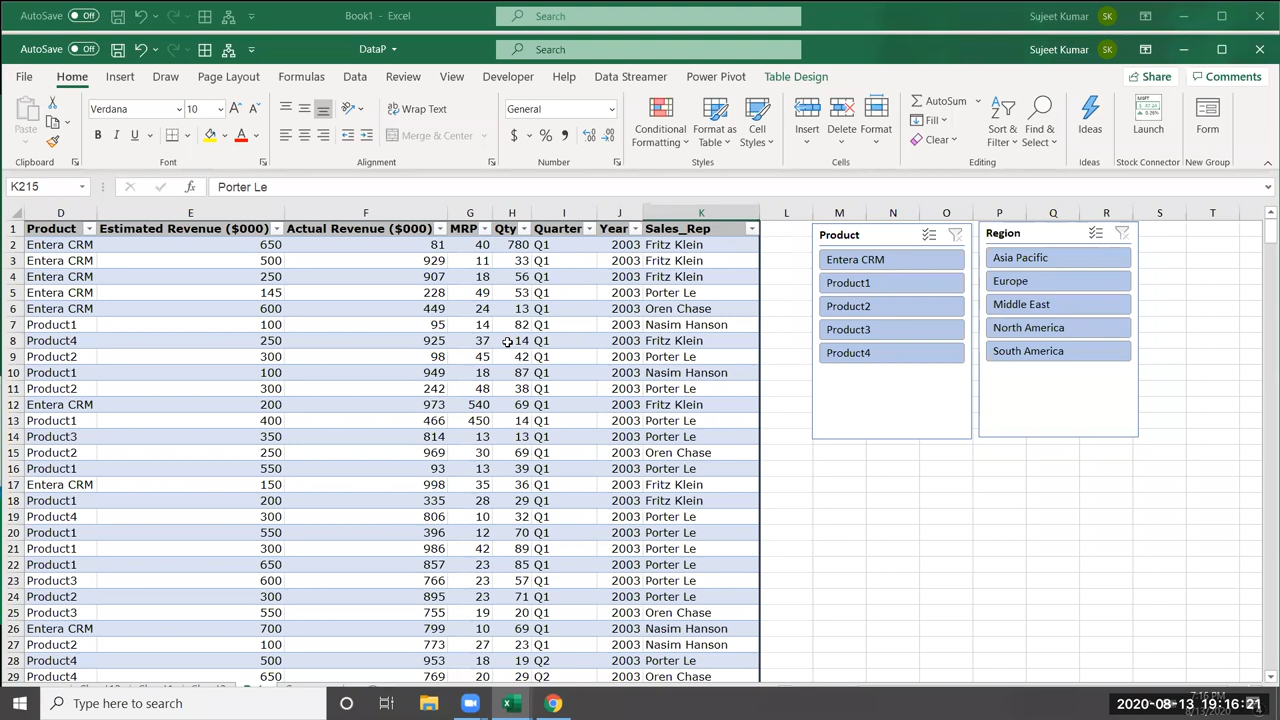 AutoSave Off Book1 - Excel Search Sujeet Kumar SK
AutoSave Off DataP Search Sujeet Kumar SK
File Home Insert Draw Page Layout Formulas Data Review View Developer Help Data Streamer Power Pivot Table Design Share Comments
Paste Verdana 10 Wrap Text General Conditional Formatting Format as Table Cell Styles Insert Delete Format AutoSum Fill Clear Sort & Filter Find & Select Ideas Launch Form
B I U A Merge & Center $ %
Clipboard Font Alignment Number Styles Cells Editing Ideas Stock Connector New Group
K215 fx Porter Le
D E F G H I J K L M N O P Q R S T
1 Product Estimated Revenue ($000) Actual Revenue ($000) MRP Qty Quarter Year Sales_Rep
2 Entera CRM 650 81 40 780 Q1 2003 Fritz Klein
3 Entera CRM 500 929 11 33 Q1 2003 Fritz Klein
4 Entera CRM 250 907 18 56 Q1 2003 Fritz Klein
5 Entera CRM 145 228 49 53 Q1 2003 Porter Le
6 Entera CRM 600 449 24 13 Q1 2003 Oren Chase
7 Product1 100 95 14 82 Q1 2003 Nasim Hanson
8 Product4 250 925 37 14 Q1 2003 Fritz Klein
9 Product2 300 98 45 42 Q1 2003 Porter Le
10 Product1 100 949 18 87 Q1 2003 Nasim Hanson
11 Product2 300 242 48 38 Q1 2003 Porter Le
12 Entera CRM 200 973 540 69 Q1 2003 Fritz Klein
13 Product1 400 466 450 14 Q1 2003 Porter Le
14 Product3 350 814 13 13 Q1 2003 Porter Le
15 Product2 250 969 30 69 Q1 2003 Oren Chase
16 Product1 550 93 13 39 Q1 2003 Porter Le
17 Entera CRM 150 998 35 36 Q1 2003 Fritz Klein
18 Product1 200 335 28 29 Q1 2003 Fritz Klein
19 Product4 300 806 10 32 Q1 2003 Porter Le
20 Product1 550 396 12 70 Q1 2003 Porter Le
21 Product1 300 986 42 89 Q1 2003 Porter Le
22 Product1 650 857 23 85 Q1 2003 Porter Le
23 Product3 600 766 23 57 Q1 2003 Porter Le
24 Product2 300 895 23 71 Q1 2003 Porter Le
25 Product3 550 755 19 20 Q1 2003 Oren Chase
26 Entera CRM 700 799 10 69 Q1 2003 Nasim Hanson
27 Product2 100 773 27 23 Q1 2003 Nasim Hanson
28 Product4 500 953 18 19 Q2 2003 Porter Le
29 Product1 650 769 20 29 Q2 2003 Oren Chase
Product
Entera CRM
Product1
Product2
Product3
Product4
Region
Asia Pacific
Europe
Middle East
North America
South America
Type here to search
7:16 PM
8/13/2020
2020-08-13 19:16:21